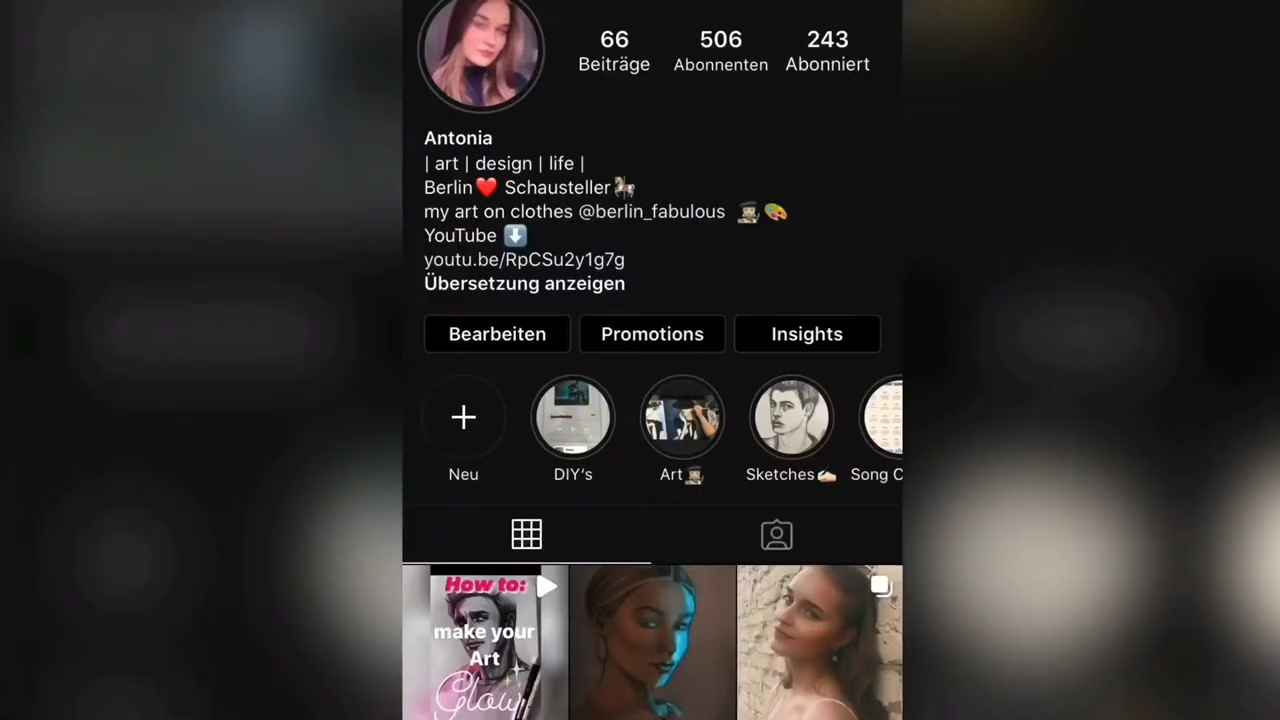 66 506 243
Beiträge Abonnenten Abonniert
Antonia
| art | design | life |
Berlin❤️ Schausteller🎠
my art on clothes @berlin_fabulous 👩🏼‍🎨🎨
YouTube ⬇️
youtu.be/RpCSu2y1g7g
Übersetzung anzeigen
Bearbeiten Promotions Insights
Neu DIY's Art👩🏼‍🎨 Sketches✍🏻 Song C
How to:
make your
Art
Glow